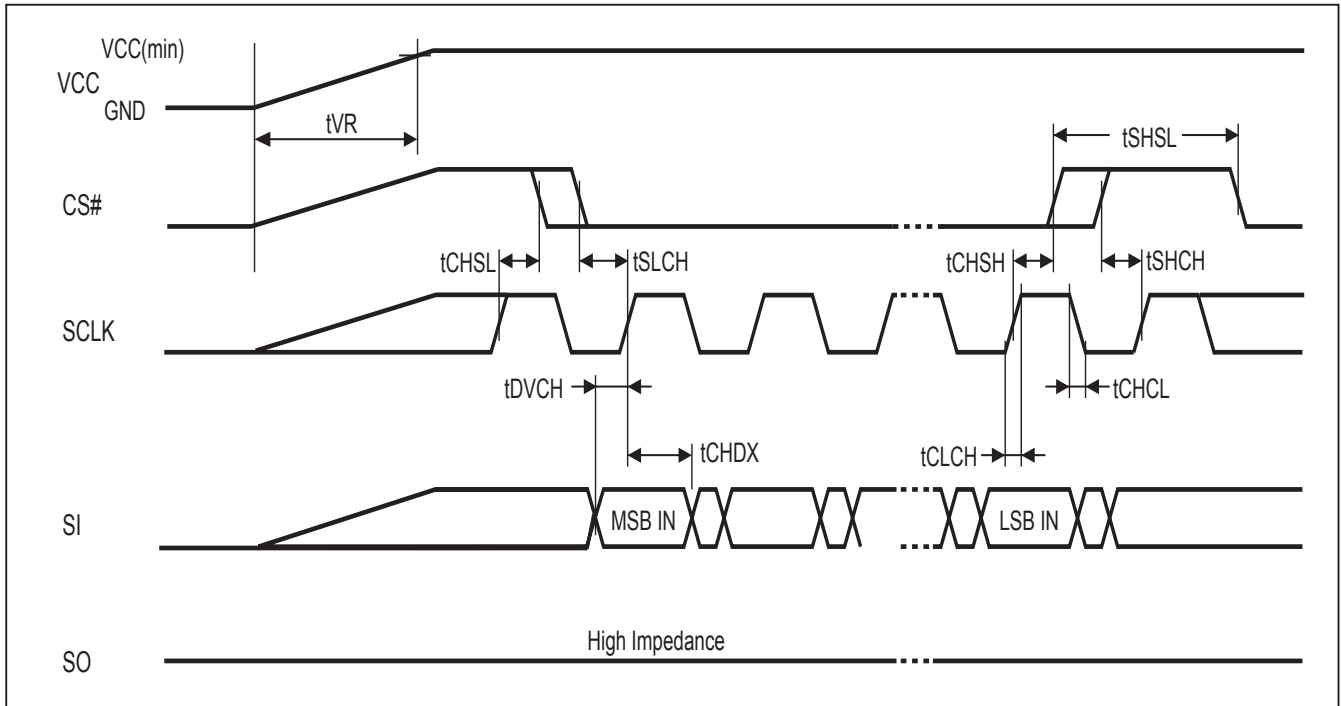 VCC(min)
VCC
GND
tVR
tSHSL
CS#
tCHSL
tSLCH
tCHSH
tSHCH
SCLK
tDVCH
tCHCL
tCHDX
tCLCH
SI
MSB IN
LSB IN
High Impedance
SO